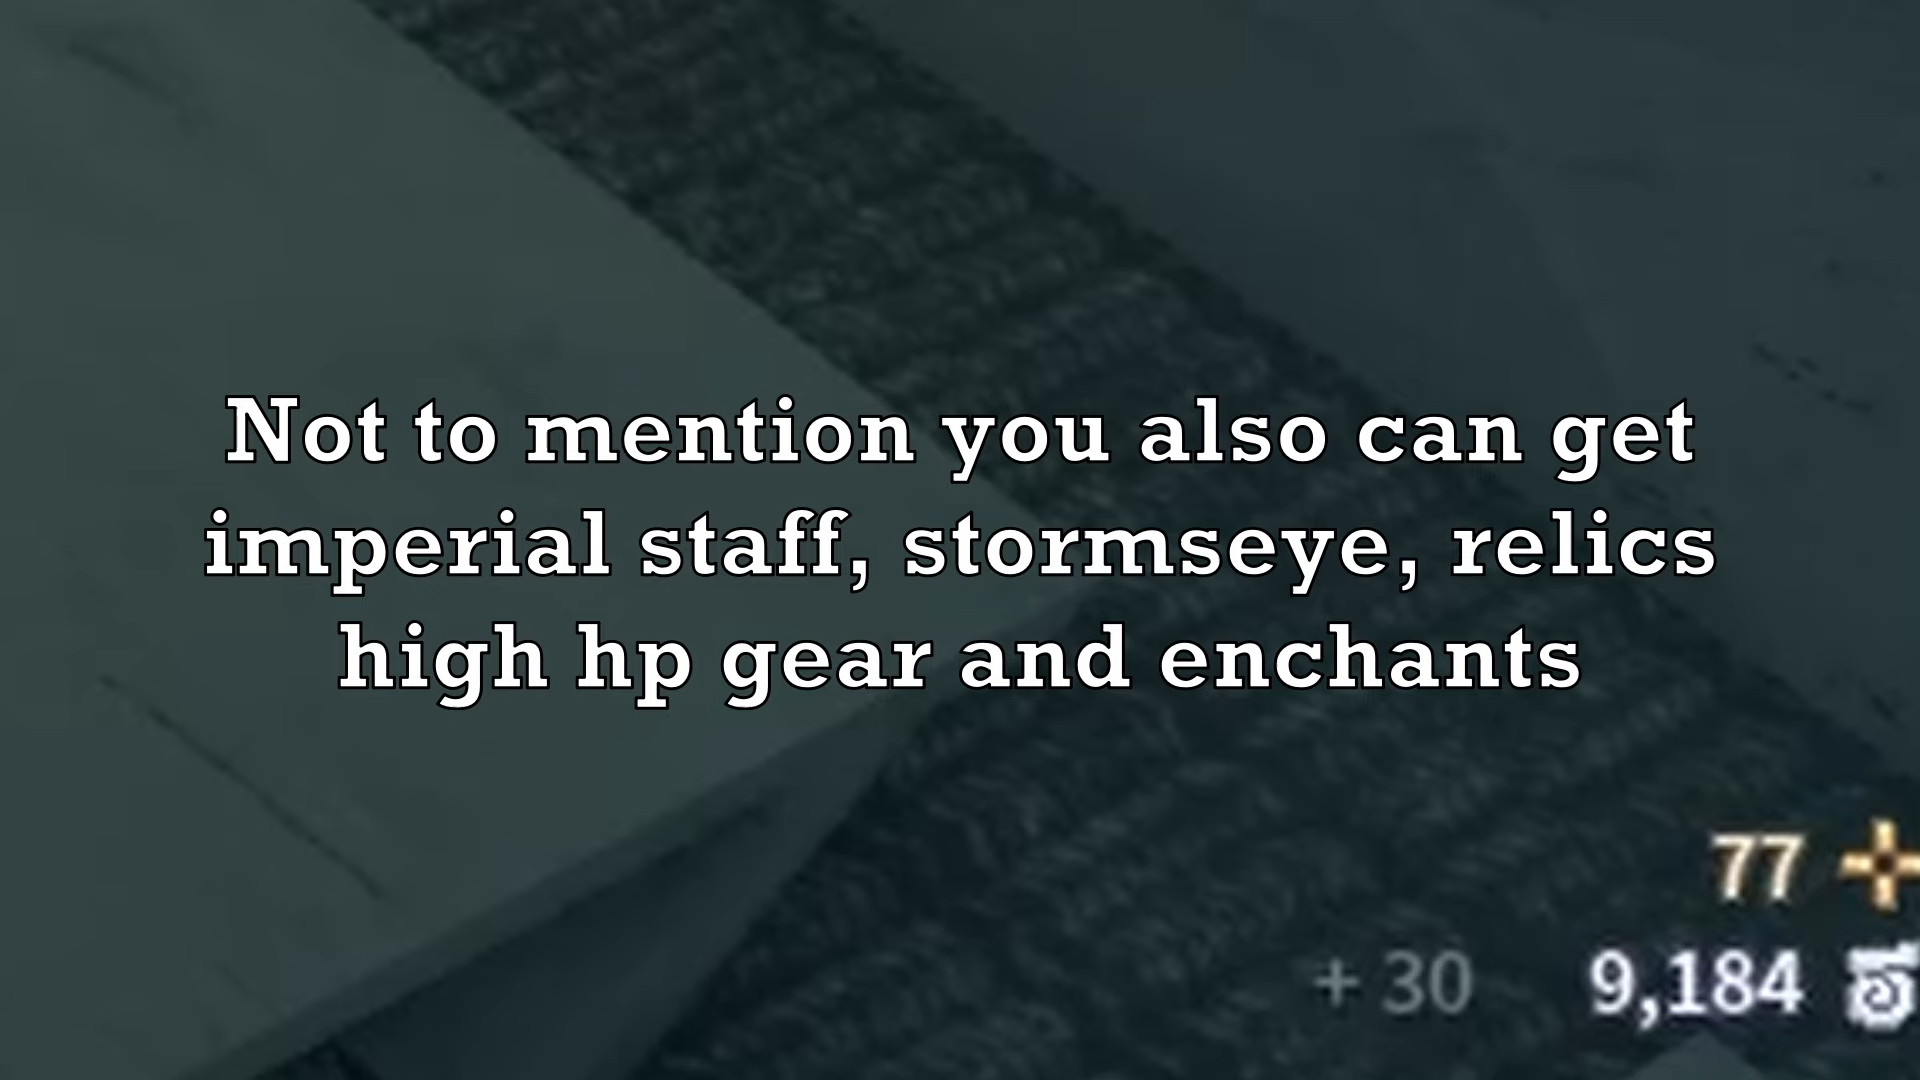 Not to mention you also can get
imperial staff, stormseye, relics
high hp gear and enchants
77
+ 30 9,184